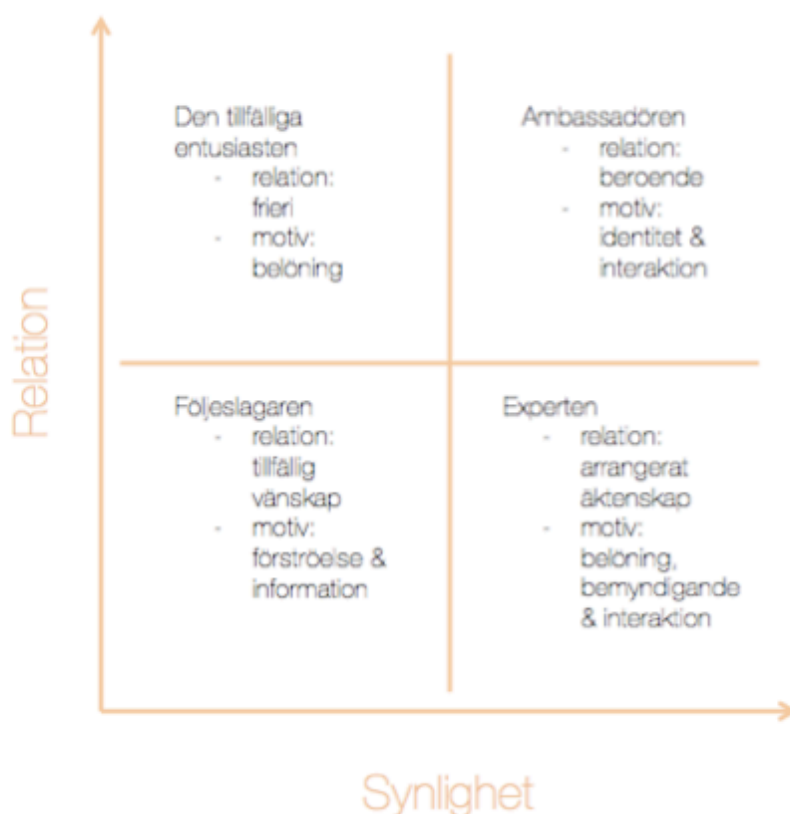 Den tillfälliga
entusiasten
- relation:
frieri
- motiv:
belöning
Ambassadören
- relation:
beroende
- motiv:
identitet &
interaktion
Relation
Följeslagaren
- relation:
tillfällig
vänskap
- motiv:
förströelse &
information
Experten
- relation:
arrangerat
äktenskap
- motiv:
belöning,
bemyndigande
& interaktion
Synlighet